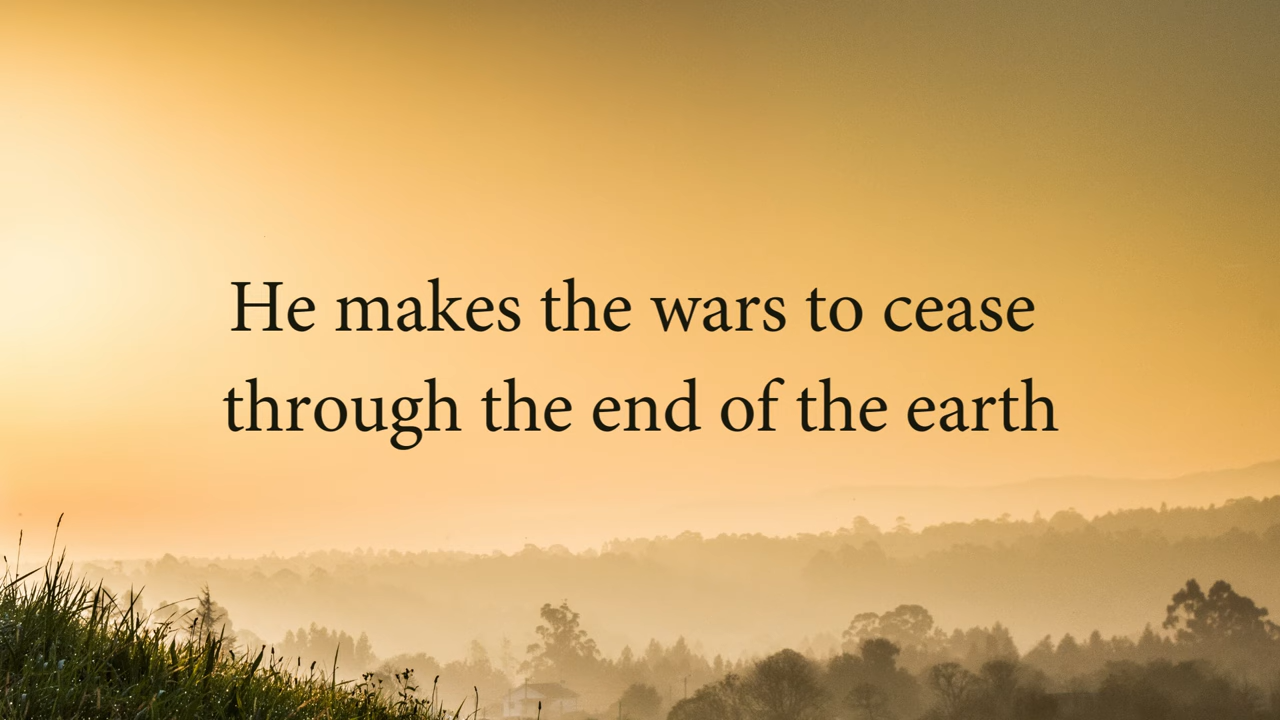 He makes the wars to cease
through the end of the earth